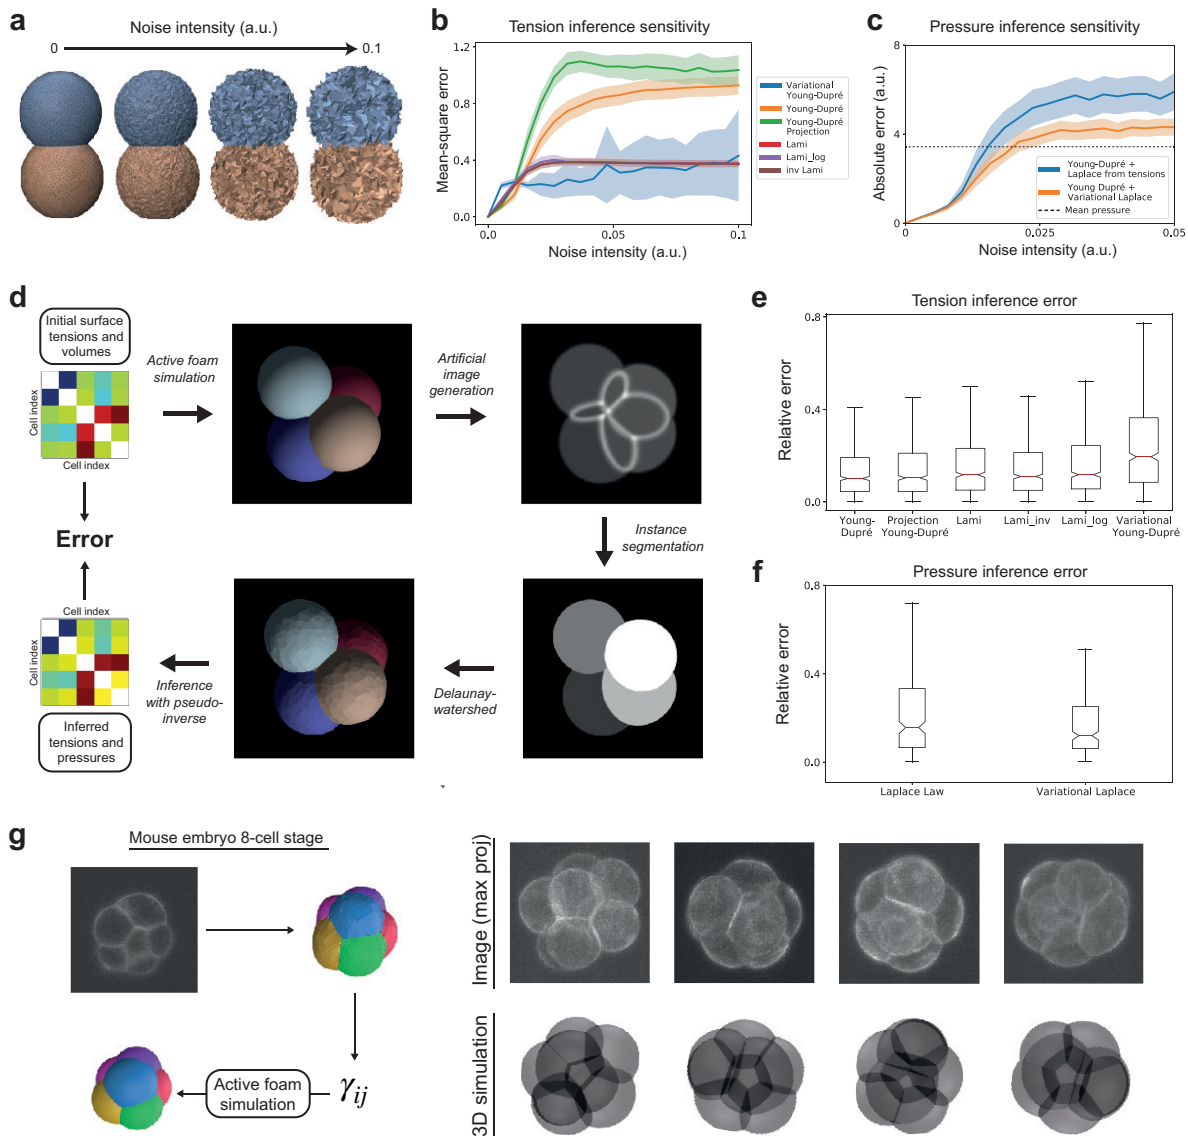 a
Noise intensity (a.u.)
0
0.1
b
Tension inference sensitivity
1.2
0.8
0.4
0.0
Mean-square error
0.0
0.05
0.1
Noise intensity (a.u.)
Variational
Young-Dupré
Young-Dupré
Young-Dupré
Projection
Lami
Lami_log
inv Lami
c
Pressure inference sensitivity
8
4
0
Absolute error (a.u.)
Young-Dupré +
Laplace from tensions
Young Dupré +
Variational Laplace
Mean pressure
0
0.025
0.05
Noise intensity (a.u.)
d
Initial surface
tensions and
volumes
Cell index
Cell index
Active foam
simulation
Artificial
image
generation
Instance
segmentation
Delaunay-
watershed
Inference
with pseudo-
inverse
Error
Cell index
Cell index
Inferred
tensions and
pressures
e
Tension inference error
0.8
0.4
0.0
Relative error
Young-
Dupré
Projection
Young-Dupré
Lami
Lami_inv
Lami_log
Variational
Young-Dupré
f
Pressure inference error
0.8
0.4
0.0
Relative error
Laplace Law
Variational Laplace
g
Mouse embryo 8-cell stage
γij
Active foam
simulation
Image (max proj)
3D simulation